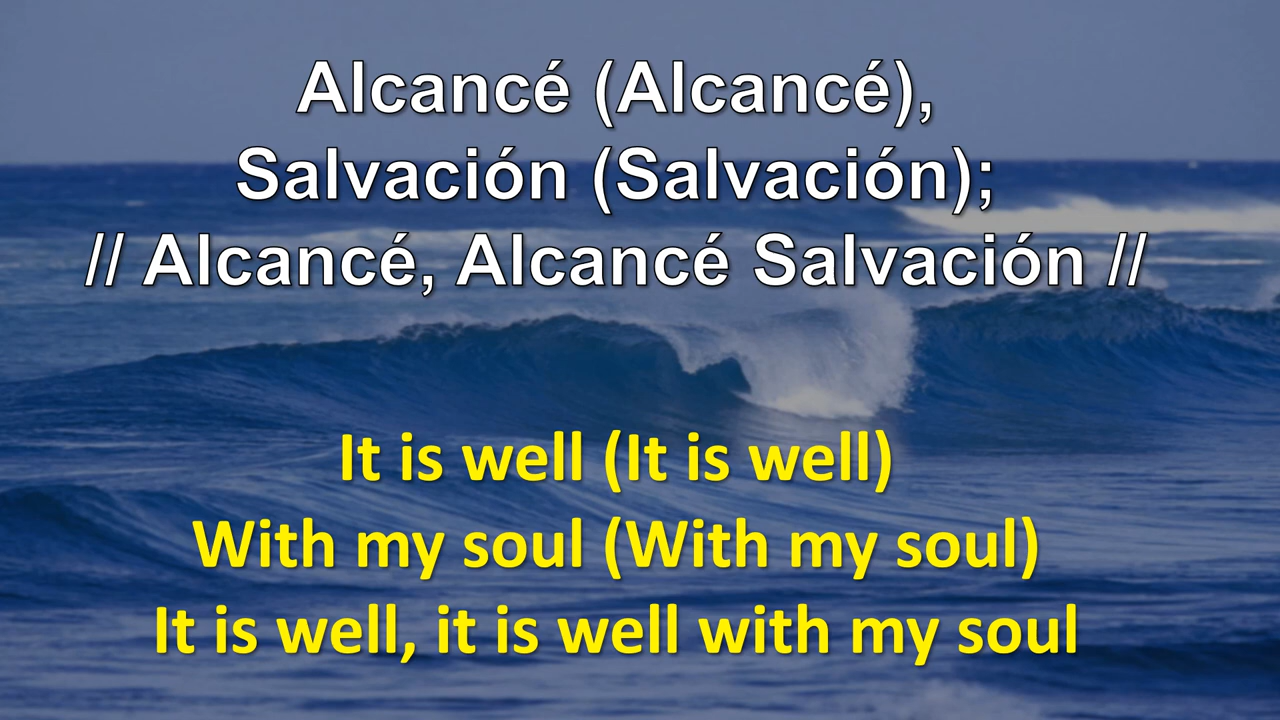 Alcancé (Alcancé),
Salvación (Salvación);
// Alcancé, Alcancé Salvación //
It is well (It is well)
With my soul (With my soul)
It is well, it is well with my soul